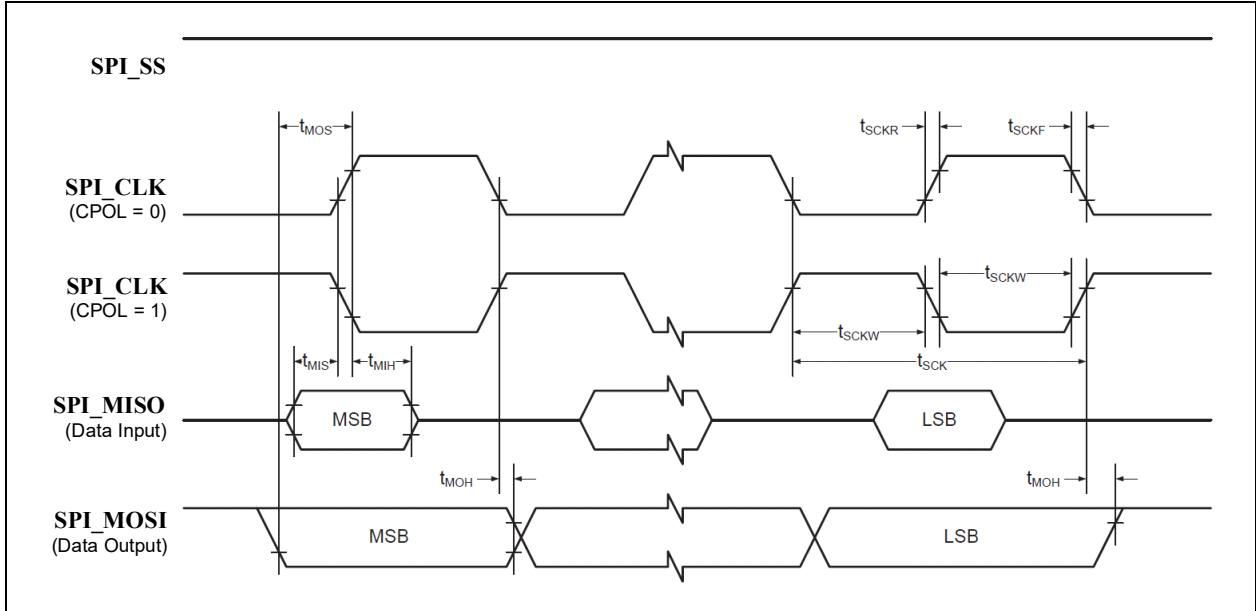 SPI_SS
tMOS
tSCKR
tSCKF
SPI_CLK
(CPOL = 0)
SPI_CLK
(CPOL = 1)
tSCKW
tSCKW
tMIS
tMIH
tSCK
SPI_MISO
(Data Input)
MSB
LSB
tMOH
tMOH
SPI_MOSI
(Data Output)
MSB
LSB